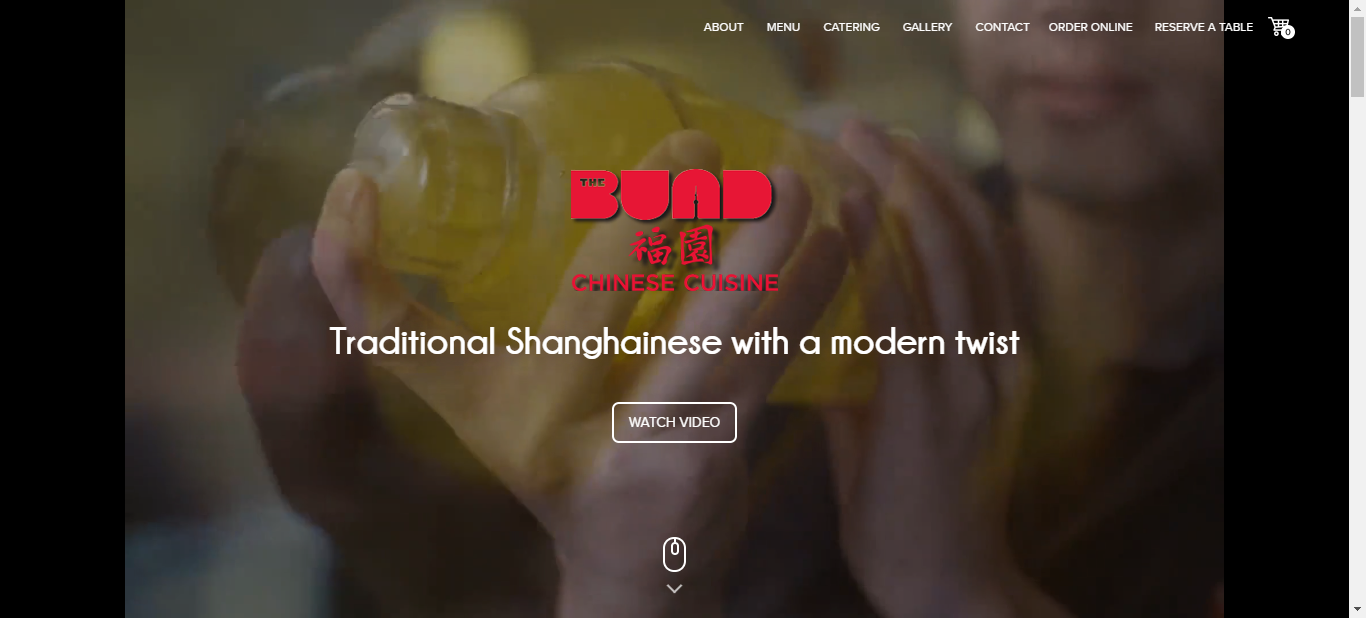 ABOUT MENU CATERING GALLERY CONTACT ORDER ONLINE RESERVE A TABLE 0
THE
BUND
福園
CHINESE CUISINE
Traditional Shanghainese with a modern twist
WATCH VIDEO